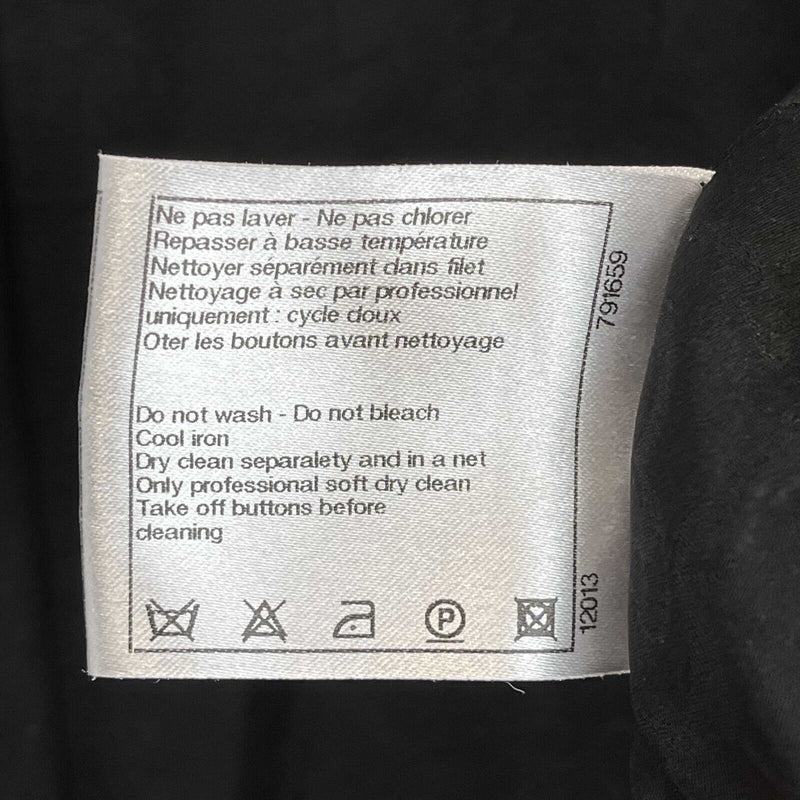 Ne pas laver - Ne pas chlorer
Repasser à basse température
Nettoyer séparément dans filet
Nettoyage à sec par professionnel
uniquement : cycle doux
Oter les boutons avant nettoyage
Do not wash - Do not bleach
Cool iron
Dry clean separalety and in a net
Only professional soft dry clean
Take off buttons before
cleaning
P
791659
12013